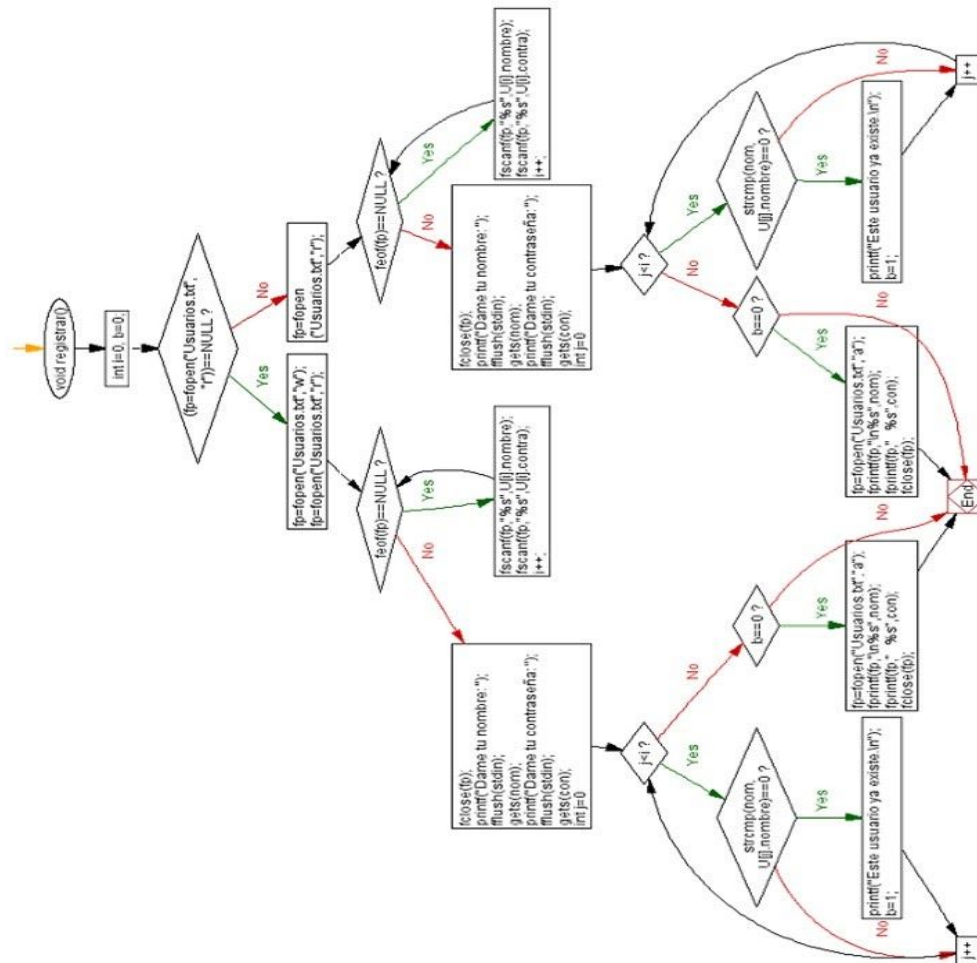 void registrar()
int i=0, b=0;
(fp=fopen("Usuarios.txt",
"r"))==NULL ?
Yes
No
fp=fopen("Usuarios.txt","w");
fp=fopen("Usuarios.txt","r");
fp=fopen
("Usuarios.txt","r");
feof(fp)==NULL ?
Yes
No
fscanf(fp,"%s",U[i].nombre);
fscanf(fp,"%s",U[i].contra);
i++;
feof(fp)==NULL ?
Yes
No
fscanf(fp,"%s",U[i].nombre);
fscanf(fp,"%s",U[i].contra);
i++;
fclose(fp);
printf("Dame tu nombre: ");
fflush(stdin);
gets(nom);
printf("Dame tu contraseña: ");
fflush(stdin);
gets(con);
int j=0
fclose(fp);
printf("Dame tu nombre: ");
fflush(stdin);
gets(nom);
printf("Dame tu contraseña: ");
fflush(stdin);
gets(con);
int j=0
j<i ?
Yes
No
j<i ?
Yes
No
strcmp(nom,
U[j].nombre)==0 ?
Yes
No
b==0 ?
Yes
No
b==0 ?
Yes
No
strcmp(nom,
U[j].nombre)==0 ?
Yes
No
printf("Este usuario ya existe.\n");
b=1;
fp=fopen("Usuarios.txt","a");
fprintf(fp,"\n%s",nom);
fprintf(fp,"   %s",con);
fclose(fp);
fp=fopen("Usuarios.txt","a");
fprintf(fp,"\n%s",nom);
fprintf(fp,"   %s",con);
fclose(fp);
printf("Este usuario ya existe.\n");
b=1;
j++
End
j++